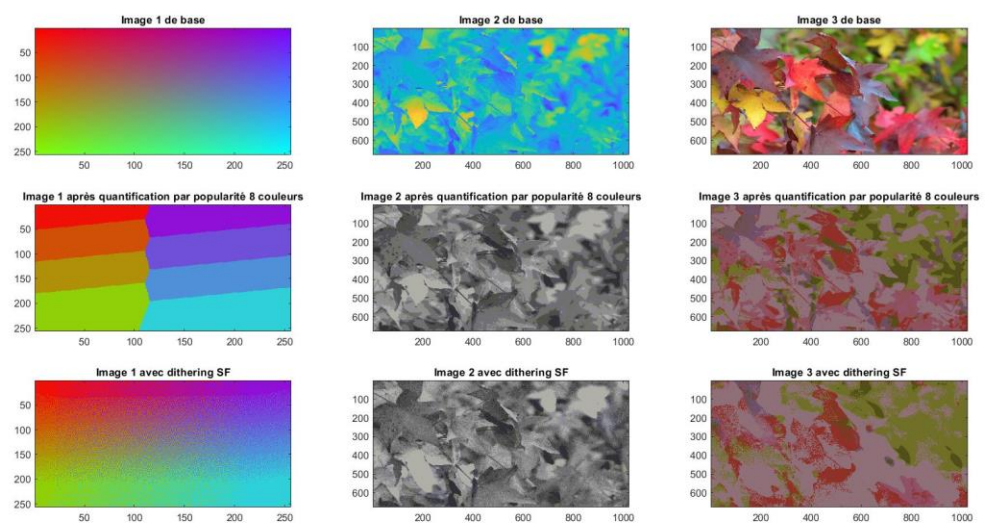 Image 1 de base
Image 2 de base
Image 3 de base
50
100
150
200
250
50 100 150 200 250
100
200
300
400
500
600
200 400 600 800 1000
100
200
300
400
500
600
200 400 600 800 1000
Image 1 après quantification par popularité 8 couleurs
Image 2 après quantification par popularité 8 couleurs
Image 3 après quantification par popularité 8 couleurs
50
100
150
200
250
50 100 150 200 250
100
200
300
400
500
600
200 400 600 800 1000
100
200
300
400
500
600
200 400 600 800 1000
Image 1 avec dithering SF
Image 2 avec dithering SF
Image 3 avec dithering SF
50
100
150
200
250
50 100 150 200 250
100
200
300
400
500
600
200 400 600 800 1000
100
200
300
400
500
600
200 400 600 800 1000